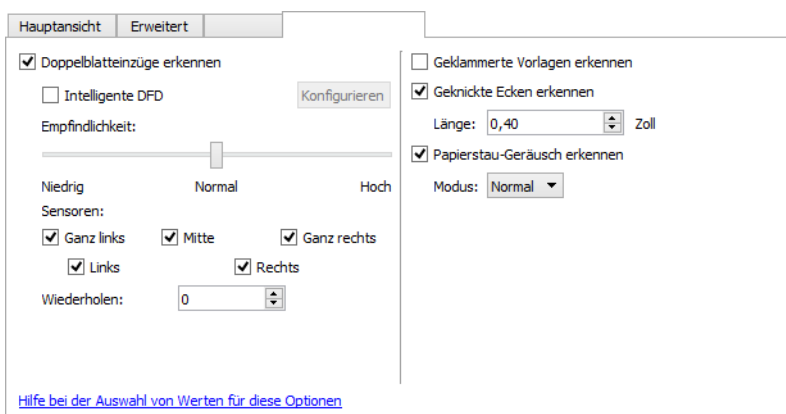 Hauptansicht Erweitert
Doppelblatteinzüge erkennen
Intelligente DFD Konfigurieren
Empfindlichkeit:
Niedrig Normal Hoch
Sensoren:
Ganz links Mitte Ganz rechts
Links Rechts
Wiederholen: 0
Geklammerte Vorlagen erkennen
Geknickte Ecken erkennen
Länge: 0,40 Zoll
Papierstau-Geräusch erkennen
Modus: Normal
Hilfe bei der Auswahl von Werten für diese Optionen